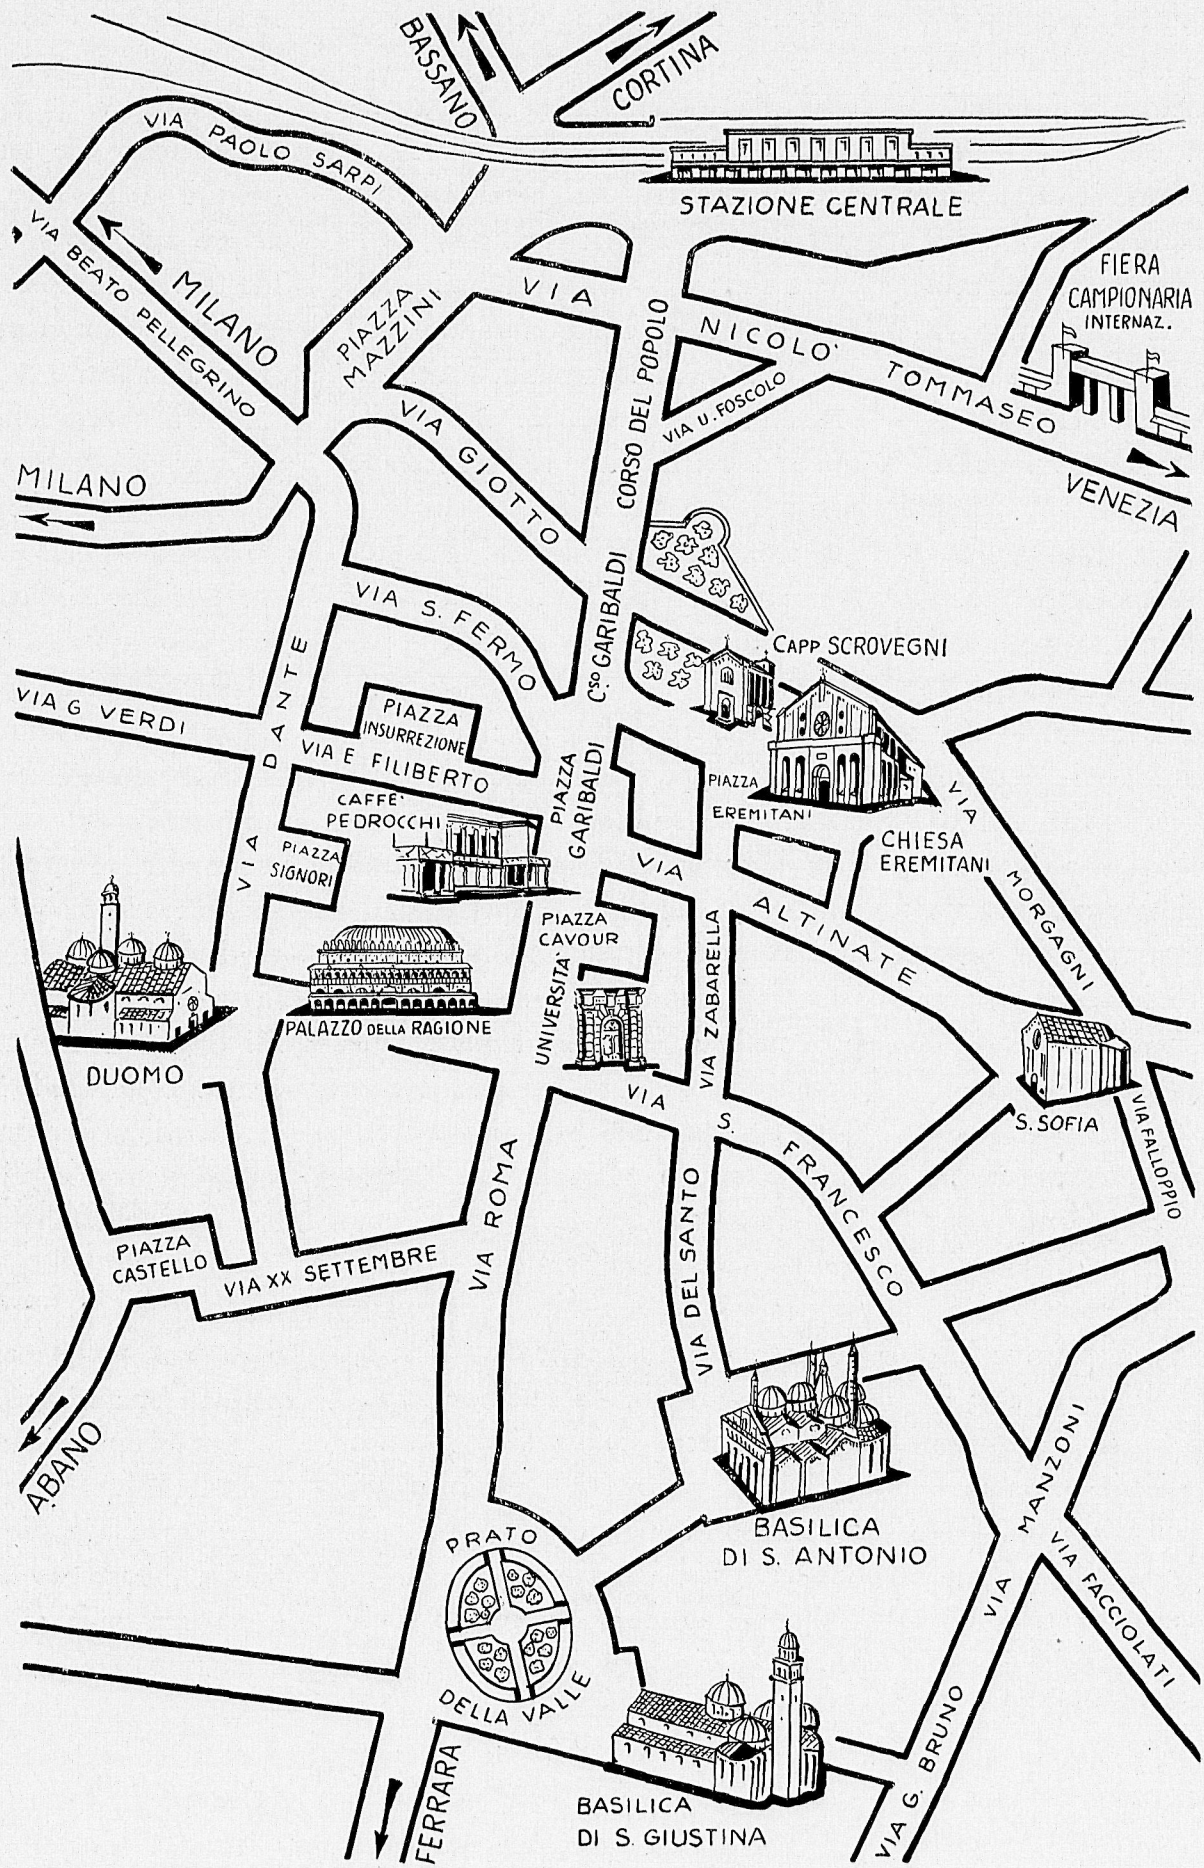 BASSANO
CORTINA
VIA PAOLO SARPI
STAZIONE CENTRALE
VIA BEATO PELLEGRINO
MILANO
PIAZZA
MAZZINI
VIA NICOLO' TOMMASEO
FIERA
CAMPIONARIA
INTERNAZ.
CORSO DEL POPOLO
VIA U. FOSCOLO
VIA GIOTTO
MILANO
VENEZIA
VIA S. FERMO
Cso GARIBALDI
CAPP SCROVEGNI
VIA G VERDI
VIA DANTE
PIAZZA
INSURREZIONE
VIA E FILIBERTO
PIAZZA
GARIBALDI
PIAZZA
EREMITANI
CHIESA
EREMITANI
VIA MORGAGNI
CAFFE'
PEDROCCHI
PIAZZA
SIGNORI
VIA ALTINATE
PIAZZA
CAVOUR
UNIVERSITA'
VIA ZABARELLA
PALAZZO DELLA RAGIONE
DUOMO
S. SOFIA
VIA FALLOPPIO
VIA S. FRANCESCO
VIA ROMA
VIA DEL SANTO
PIAZZA
CASTELLO
VIA XX SETTEMBRE
ABANO
BASILICA
DI S. ANTONIO
VIA MANZONI
VIA FACCIOLATI
PRATO
DELLA VALLE
VIA G. BRUNO
FERRARA
BASILICA
DI S. GIUSTINA